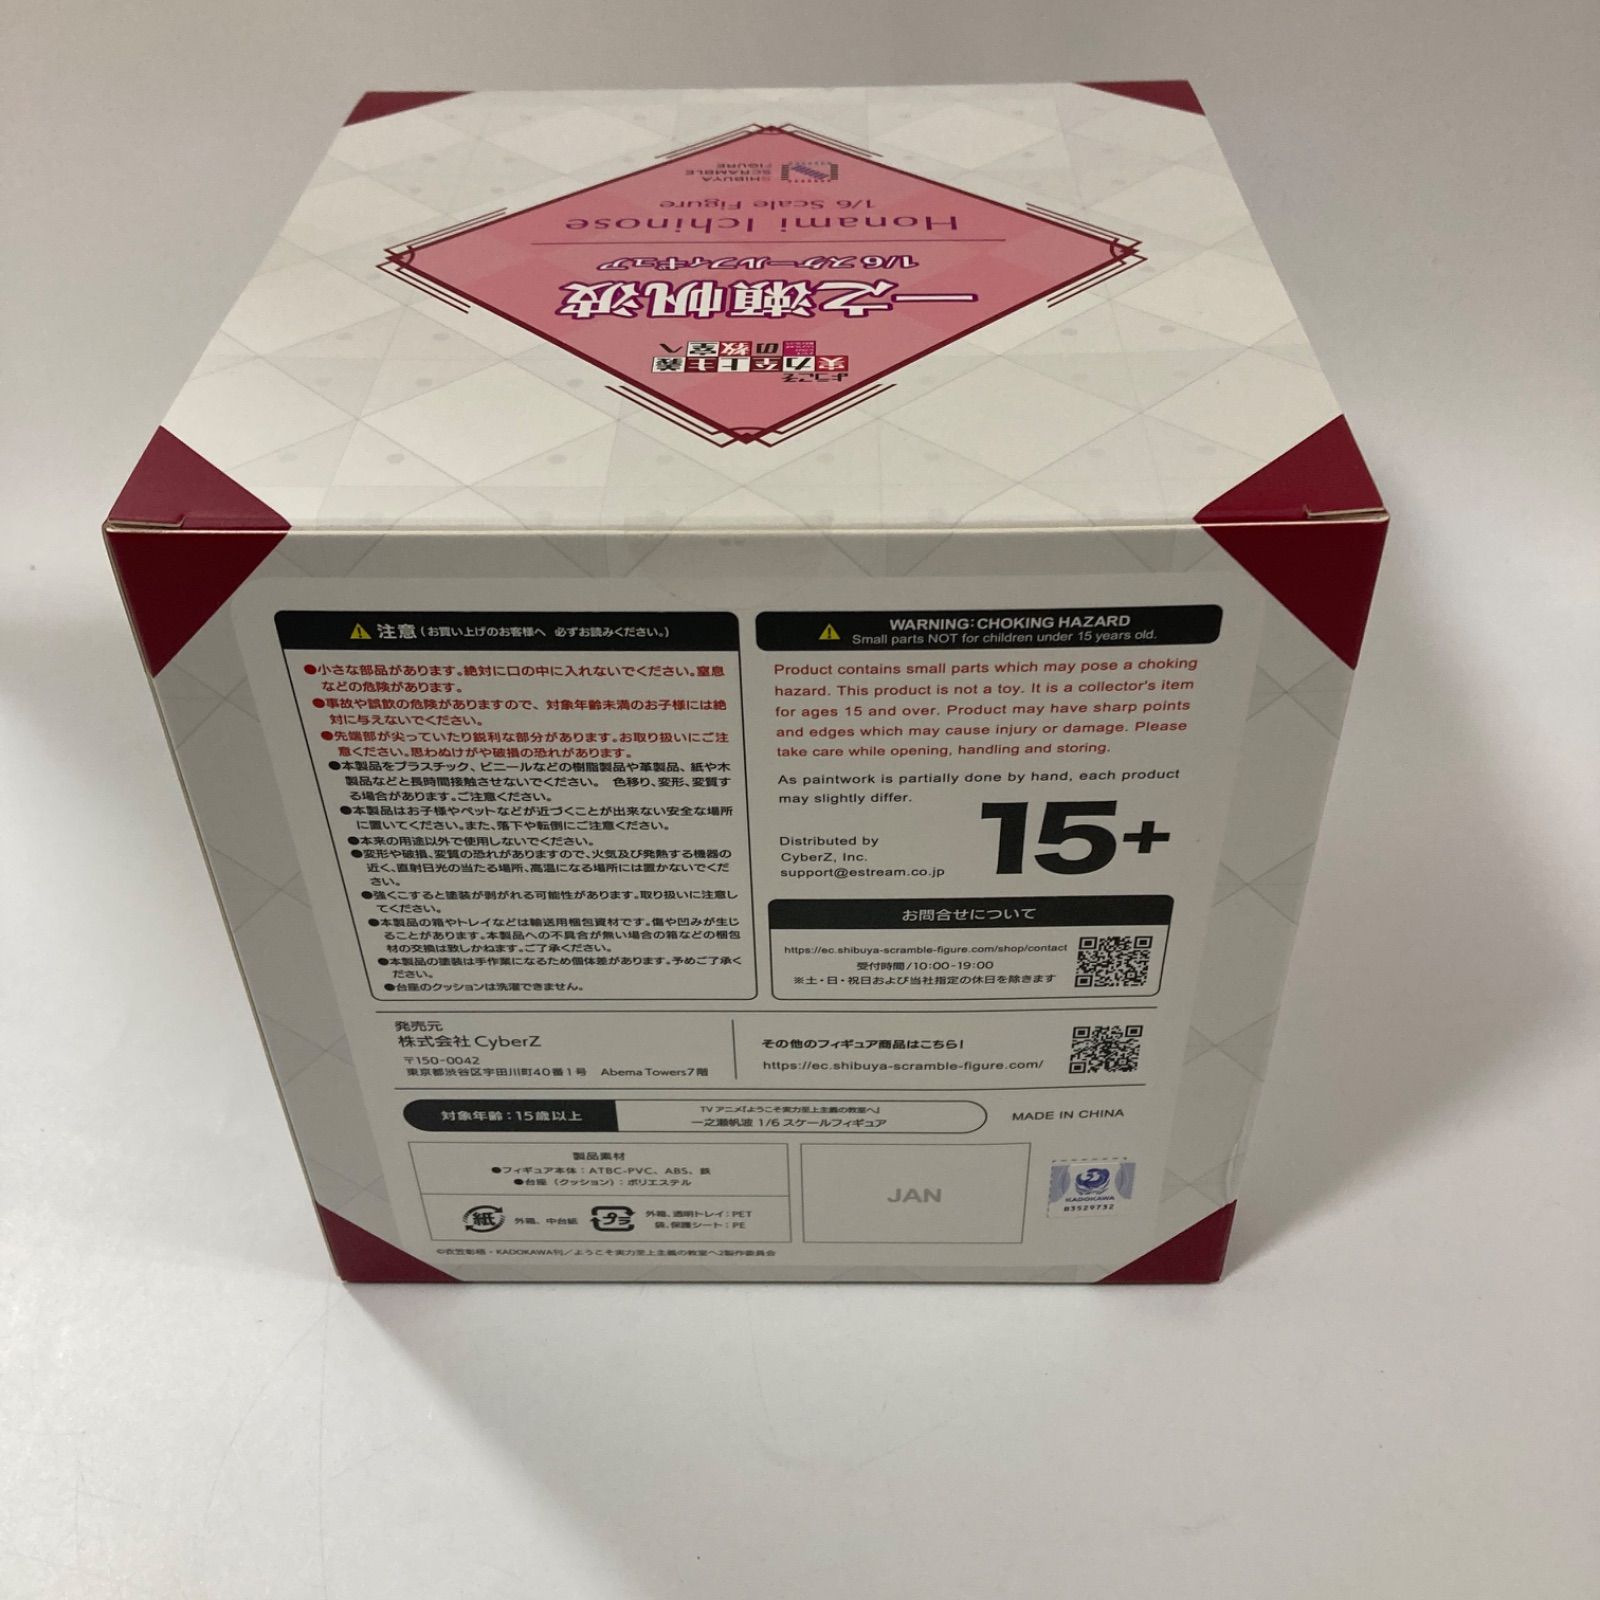 SHIBUYA
SCRAMBLE
FIGURE
1/6 Scale Figure
Honami Ichinose
1/6 スケールフィギュア
一之瀬帆波
ようこそ
実力至上主義
の教室へ
注意(お買い上げのお客様へ 必ずお読みください。)
●小さな部品があります。絶対に口の中に入れないでください。窒息
などの危険があります。
●事故や誤飲の危険がありますので、対象年齢未満のお子様には絶
対に与えないでください。
●先端部が尖っていたり鋭利な部分があります。お取り扱いにご注
意ください。思わぬけがや破損の恐れがあります。
●本製品をプラスチック、ビニールなどの樹脂製品や革製品、紙や木
製品などと長時間接触させないでください。 色移り、変形、変質す
る場合があります。ご注意ください。
●本製品はお子様やペットなどが近づくことが出来ない安全な場所
に置いてください。また、落下や転倒にご注意ください。
●本来の用途以外で使用しないでください。
●変形や破損、変質の恐れがありますので、火気及び発熱する機器の
近く、直射日光の当たる場所、高温になる場所には置かないでくだ
さい。
●強くこすると塗装が剥がれる可能性があります。取り扱いに注意し
てください。
●本製品の箱やトレイなどは輸送用梱包資材です。傷や凹みが生じ
ることがあります。本製品への不具合が無い場合の箱などの梱包
材の交換は致しかねます。ご了承ください。
●本製品の塗装は手作業になるため個体差があります。予めご了承く
ださい。
●台座のクッションは洗濯できません。
WARNING: CHOKING HAZARD
Small parts NOT for children under 15 years old.
Product contains small parts which may pose a choking
hazard. This product is not a toy. It is a collector's item
for ages 15 and over. Product may have sharp points
and edges which may cause injury or damage. Please
take care while opening, handling and storing.
As paintwork is partially done by hand, each product
may slightly differ.
15+
Distributed by
CyberZ, Inc.
support@estream.co.jp
お問合せについて
https://ec.shibuya-scramble-figure.com/shop/contact
受付時間/10:00-19:00
※土・日・祝日および当社指定の休日を除きます
発売元
株式会社 CyberZ
〒150-0042
東京都渋谷区宇田川町40番1号 Abema Towers7階
その他のフィギュア商品はこちら!
https://ec.shibuya-scramble-figure.com/
対象年齢:15歳以上
TV アニメ『ようこそ実力至上主義の教室へ』
一之瀬帆波 1/6 スケールフィギュア
MADE IN CHINA
製品素材
●フィギュア本体:ATBC-PVC、ABS、鉄
●台座(クッション):ポリエステル
紙
外箱、中台紙
プラ
外箱、透明トレイ:PET
袋、保護シート:PE
JAN
KADOKAWA
B3529732
©衣笠彰梧・KADOKAWA刊/ようこそ実力至上主義の教室へ2製作委員会